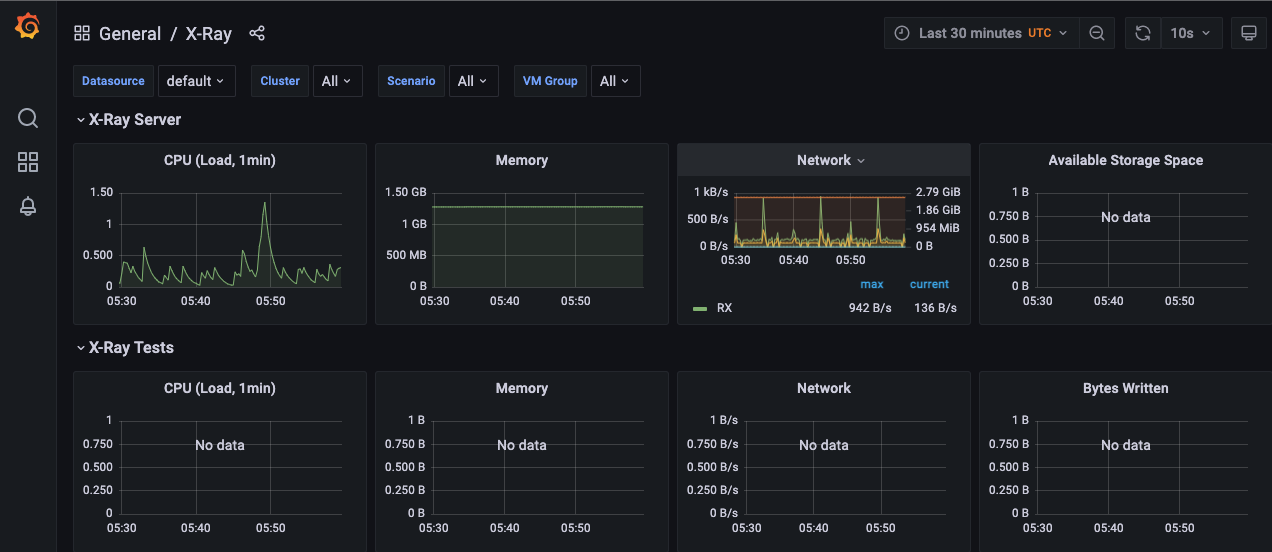 General / X-Ray
Last 30 minutes UTC
10s
Datasource default Cluster All Scenario All VM Group All
X-Ray Server
CPU (Load, 1min)
1.50
1
0.500
0
05:30 05:40 05:50
Memory
1.50 GB
1 GB
500 MB
0 B
05:30 05:40 05:50
Network
1 kB/s 2.79 GiB
1.86 GiB
500 B/s 954 MiB
0 B/s 0 B
05:30 05:40 05:50
max current
RX 942 B/s 136 B/s
Available Storage Space
1 B
0.750 B
No data
0.500 B
0.250 B
0 B
05:30 05:40 05:50
X-Ray Tests
CPU (Load, 1min)
1
0.750
No data
0.500
0.250
0
05:30 05:40 05:50
Memory
1 B
0.750 B
No data
0.500 B
0.250 B
0 B
05:30 05:40 05:50
Network
1 B/s
0.750 B/s
No data
0.500 B/s
0.250 B/s
0 B/s
05:30 05:40 05:50
Bytes Written
1 B
0.750 B
No data
0.500 B
0.250 B
0 B
05:30 05:40 05:50